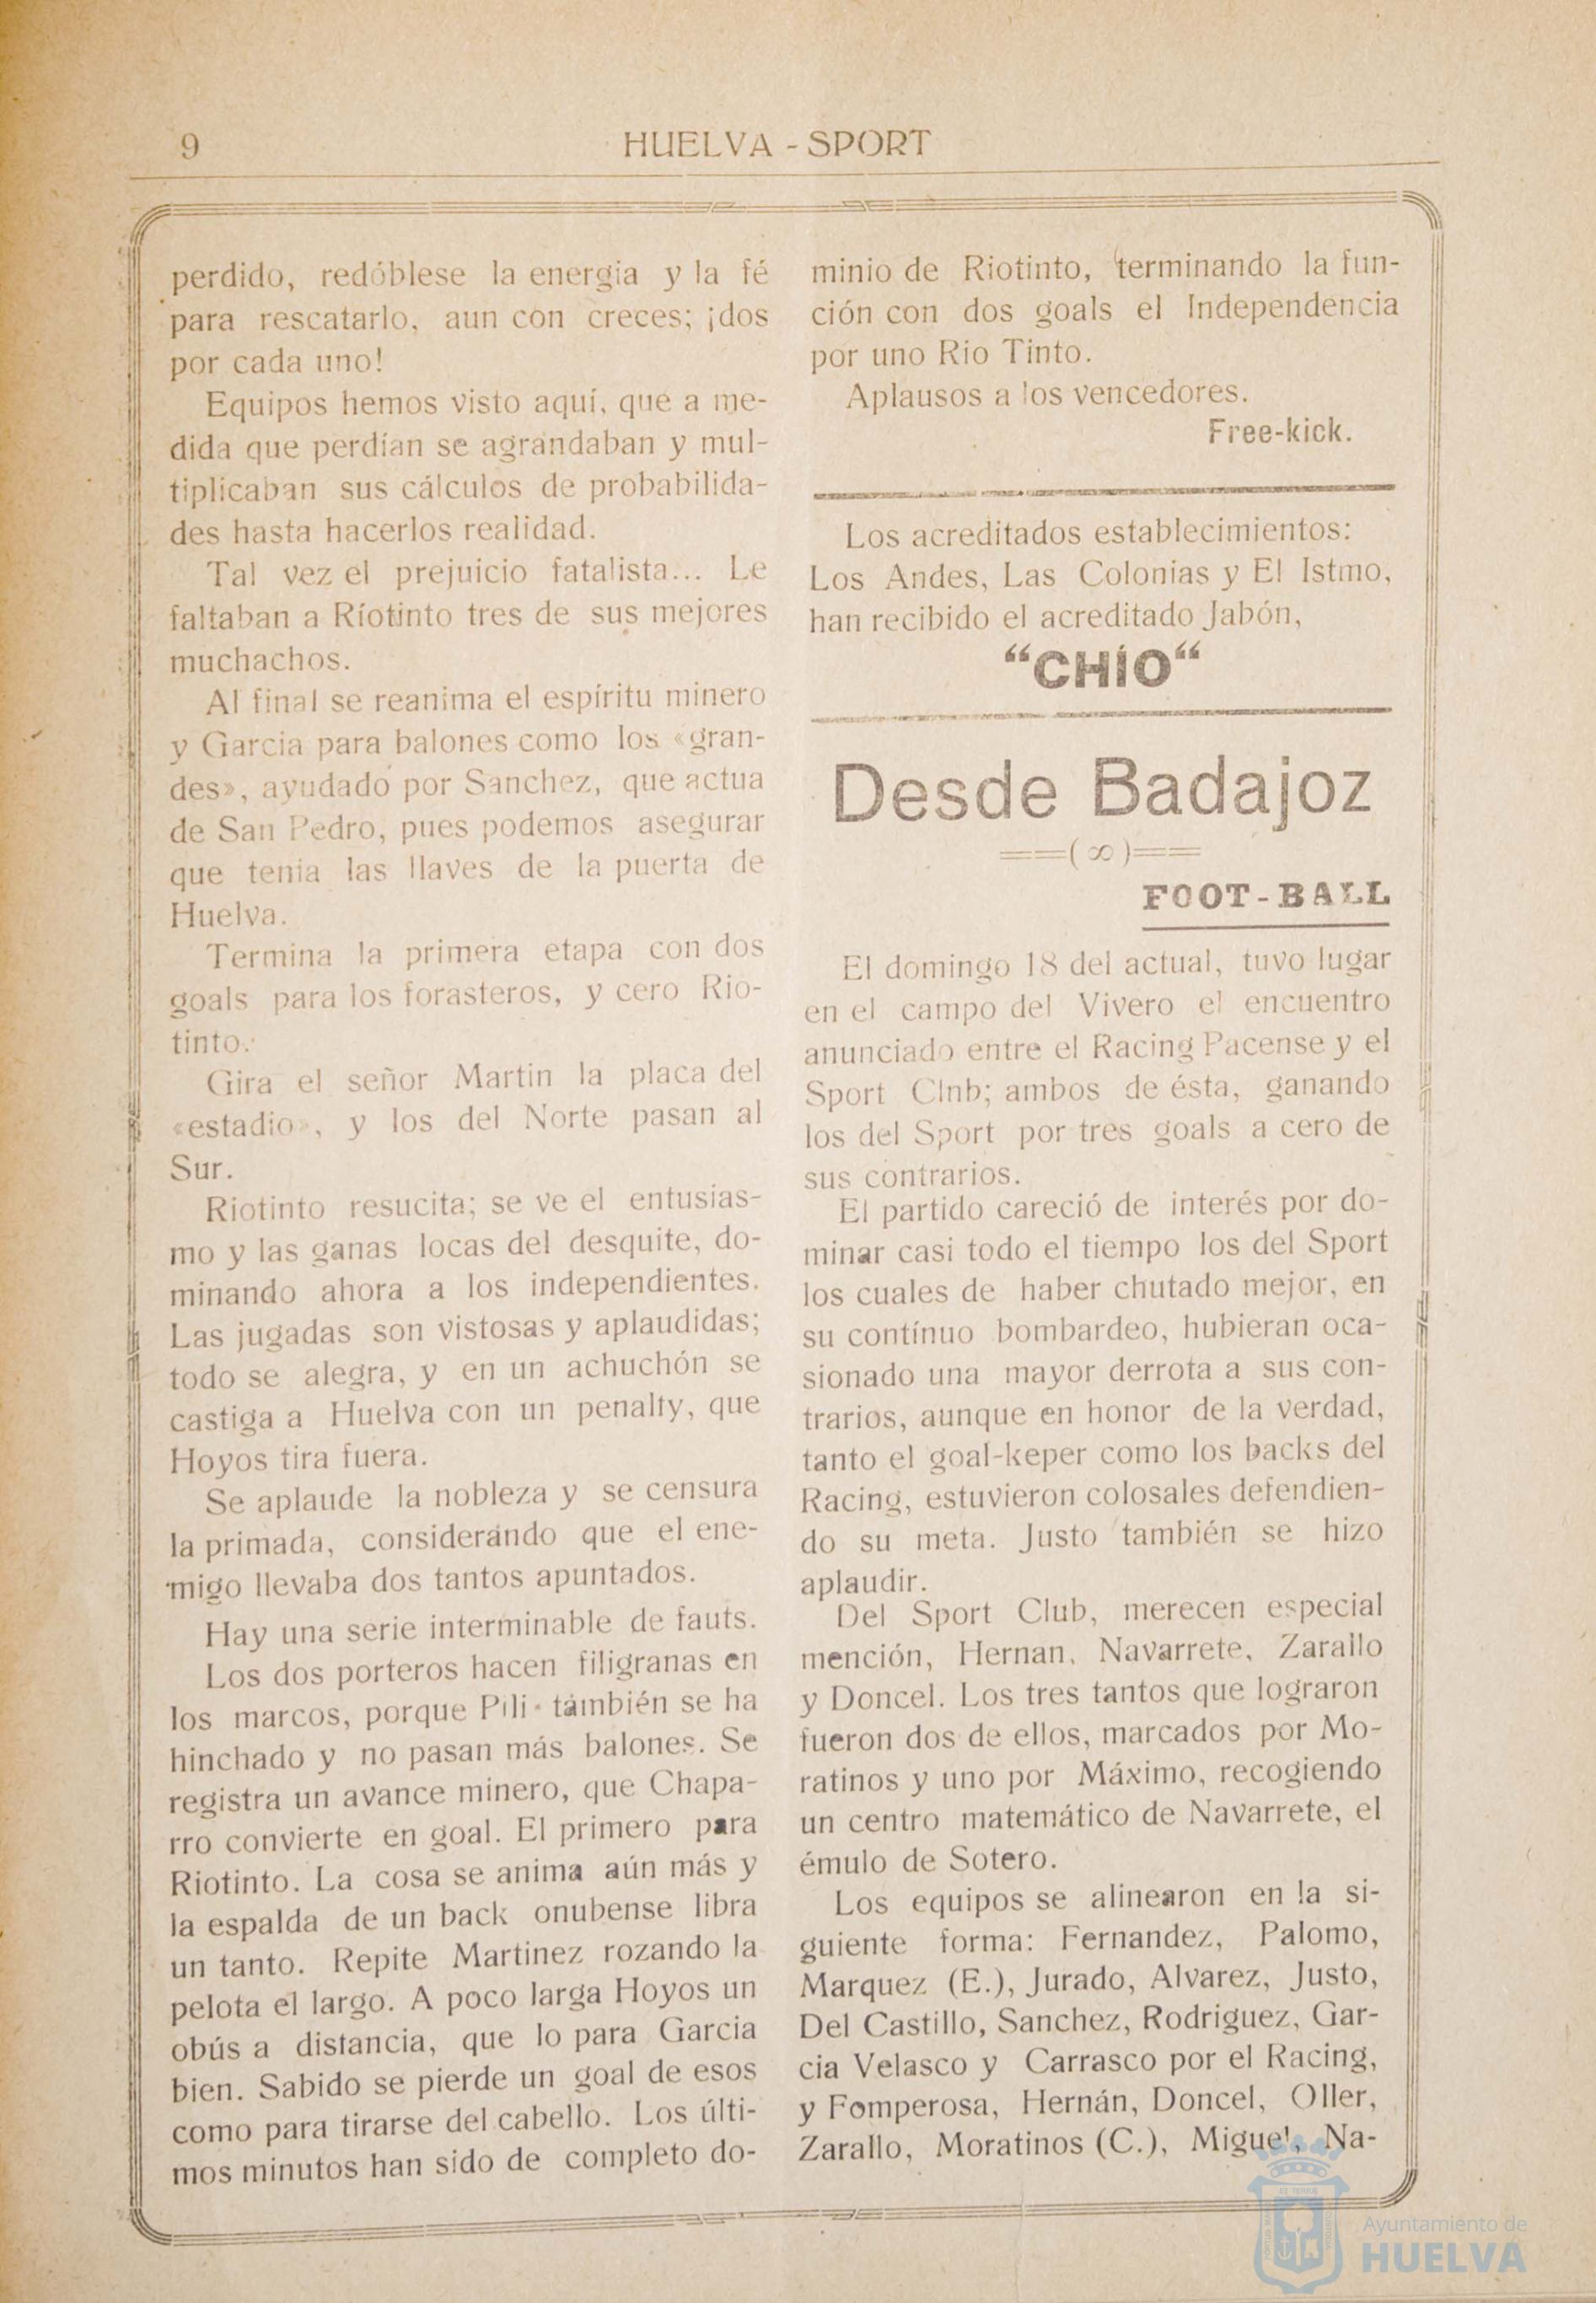 9
HUELVA - SPORT
perdido, redóblese la energia y la fé
para rescatarlo, aun con creces; ¡dos
por cada uno!
Equipos hemos visto aquí, que a me-
dida que perdían se agrandaban y mul-
tiplicaban sus cálculos de probabilida-
des hasta hacerlos realidad.
Tal vez el prejuicio fatalista... Le
faltaban a Ríotinto tres de sus mejores
muchachos.
Al final se reanima el espíritu minero
y Garcia para balones como los «gran-
des», ayudado por Sanchez, que actua
de San Pedro, pues podemos asegurar
que tenia las llaves de la puerta de
Huelva.
Termina la primera etapa con dos
goals para los forasteros, y cero Rio-
tinto.
Gira el señor Martin la placa del
«estadio», y los del Norte pasan al
Sur.
Riotinto resucita; se ve el entusias-
mo y las ganas locas del desquite, do-
minando ahora a los independientes.
Las jugadas son vistosas y aplaudidas;
todo se alegra, y en un achuchón se
castiga a Huelva con un penalty, que
Hoyos tira fuera.
Se aplaude la nobleza y se censura
la primada, considerando que el ene-
migo llevaba dos tantos apuntados.
Hay una serie interminable de fauts.
Los dos porteros hacen filigranas en
los marcos, porque Pili también se ha
hinchado y no pasan más balones. Se
registra un avance minero, que Chapa-
rro convierte en goal. El primero para
Riotinto. La cosa se anima aún más y
la espalda de un back onubense libra
un tanto. Repite Martinez rozando la
pelota el largo. A poco larga Hoyos un
obús a distancia, que lo para Garcia
bien. Sabido se pierde un goal de esos
como para tirarse del cabello. Los últi-
mos minutos han sido de completo do-
minio de Riotinto, terminando la fun-
ción con dos goals el Independencia
por uno Rio Tinto.
Aplausos a los vencedores.
Free-kick.
Los acreditados establecimientos:
Los Andes, Las Colonias y El Istmo,
han recibido el acreditado Jabón,
“CHÍO“
Desde Badajoz
==(∞)==
FOOT-BALL
El domingo 18 del actual, tuvo lugar
en el campo del Vivero el encuentro
anunciado entre el Racing Pacense y el
Sport Clnb; ambos de ésta, ganando
los del Sport por tres goals a cero de
sus contrarios.
El partido careció de interés por do-
minar casi todo el tiempo los del Sport
los cuales de haber chutado mejor, en
su contínuo bombardeo, hubieran oca-
sionado una mayor derrota a sus con-
trarios, aunque en honor de la verdad,
tanto el goal-keper como los backs del
Racing, estuvieron colosales defendien-
do su meta. Justo también se hizo
aplaudir.
Del Sport Club, merecen especial
mención, Hernan, Navarrete, Zarallo
y Doncel. Los tres tantos que lograron
fueron dos de ellos, marcados por Mo-
ratinos y uno por Máximo, recogiendo
un centro matemático de Navarrete, el
émulo de Sotero.
Los equipos se alinearon en la si-
guiente forma: Fernandez, Palomo,
Marquez (E.), Jurado, Alvarez, Justo,
Del Castillo, Sanchez, Rodriguez, Gar-
cia Velasco y Carrasco por el Racing,
y Fomperosa, Hernán, Doncel, Oller,
Zarallo, Moratinos (C.), Miguel, Na-
Ayuntamiento de
HUELVA